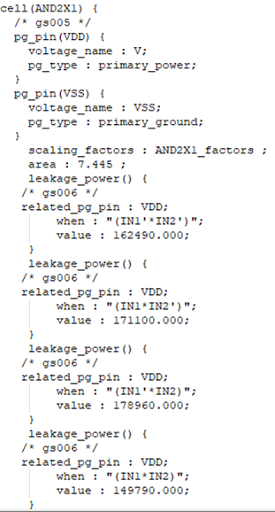 cell(AND2X1) {
/* gs005 */
pg_pin(VDD) {
voltage_name : V;
pg_type : primary_power;
}
pg_pin(VSS) {
voltage_name : VSS;
pg_type : primary_ground;
}
scaling_factors : AND2X1_factors ;
area : 7.445 ;
leakage_power() {
/* gs006 */
related_pg_pin : VDD;
when : "(IN1'*IN2')";
value : 162490.000;
}
leakage_power() {
/* gs006 */
related_pg_pin : VDD;
when : "(IN1*IN2')";
value : 171100.000;
}
leakage_power() {
/* gs006 */
related_pg_pin : VDD;
when : "(IN1'*IN2)";
value : 178960.000;
}
leakage_power() {
/* gs006 */
related_pg_pin : VDD;
when : "(IN1*IN2)";
value : 149790.000;
}